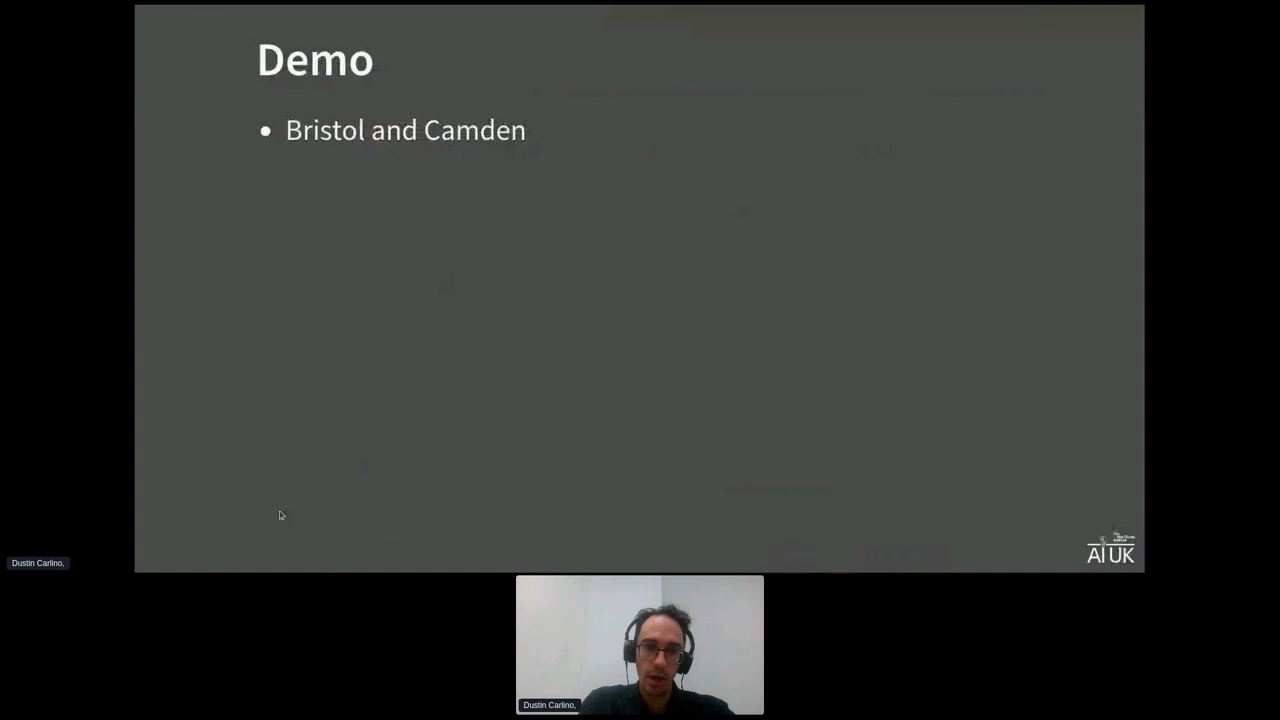 Demo
• Bristol and Camden
AI UK
Dustin Carlino,
Dustin Carlino,